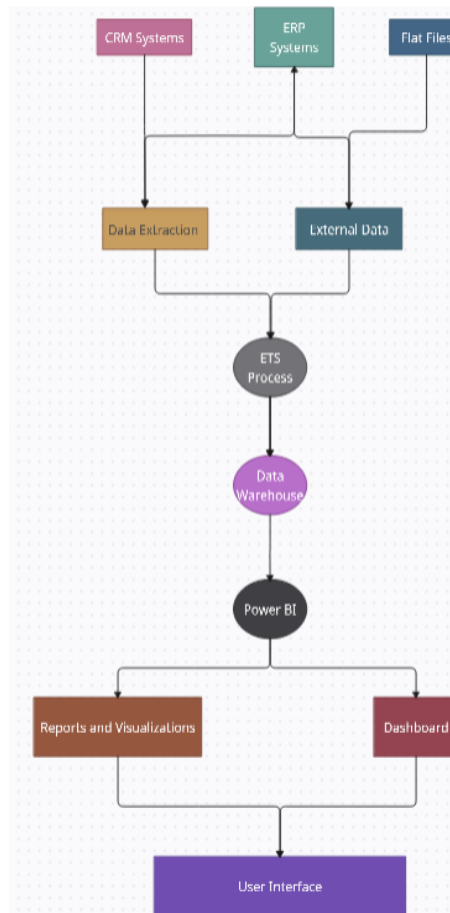 CRM Systems
ERP
Systems
Flat Files
Data Extraction
External Data
ETS
Process
Data
Warehouse
Power BI
Reports and Visualizations
Dashboard
User Interface